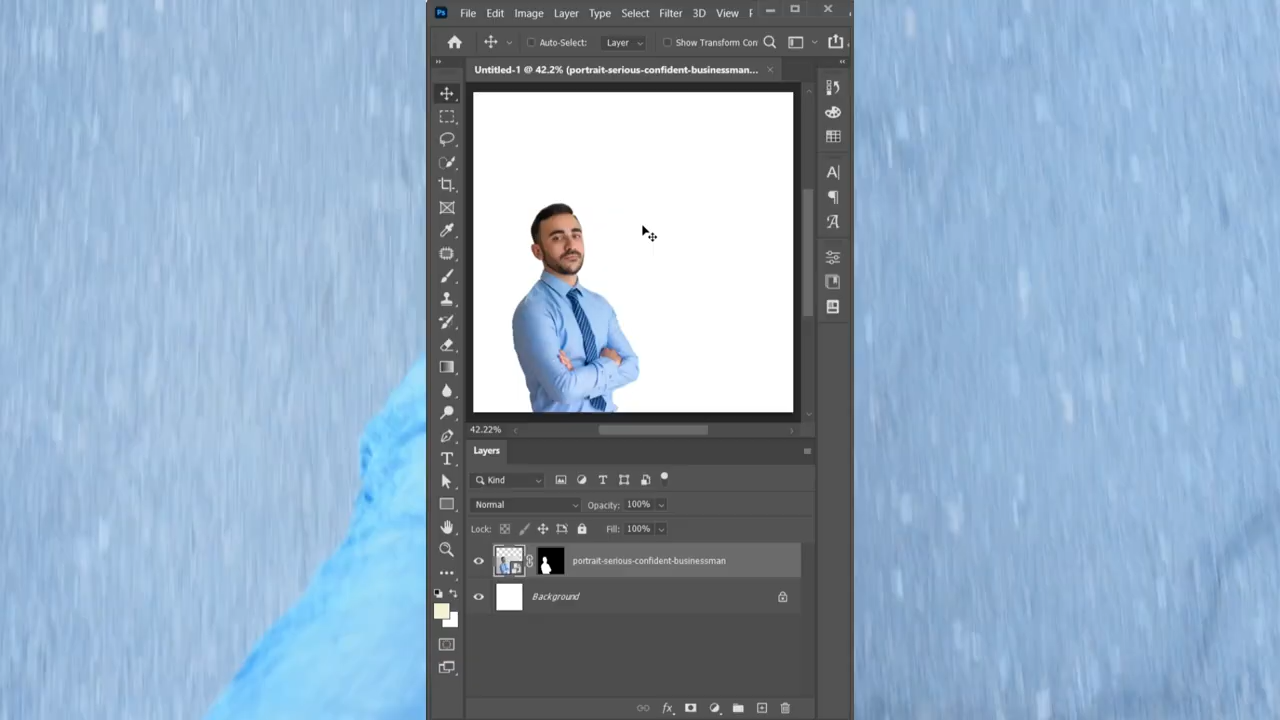 Ps File Edit Image Layer Type Select Filter 3D View
Auto-Select: Layer Show Transform Con
Untitled-1 @ 42.2% (portrait-serious-confident-businessman...
42.22%
Layers
Kind
Normal Opacity: 100%
Lock: Fill: 100%
portrait-serious-confident-businessman
Background